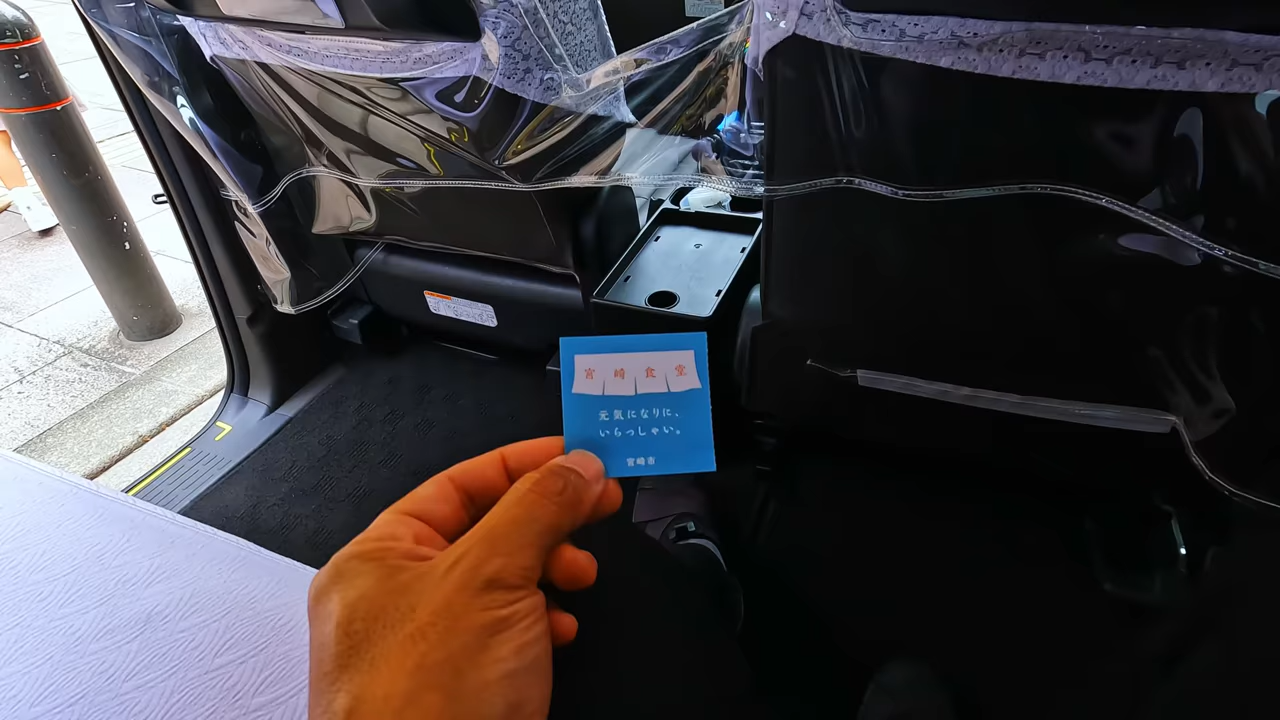 宮崎食堂
元気になりに、
いらっしゃい。
宮崎市